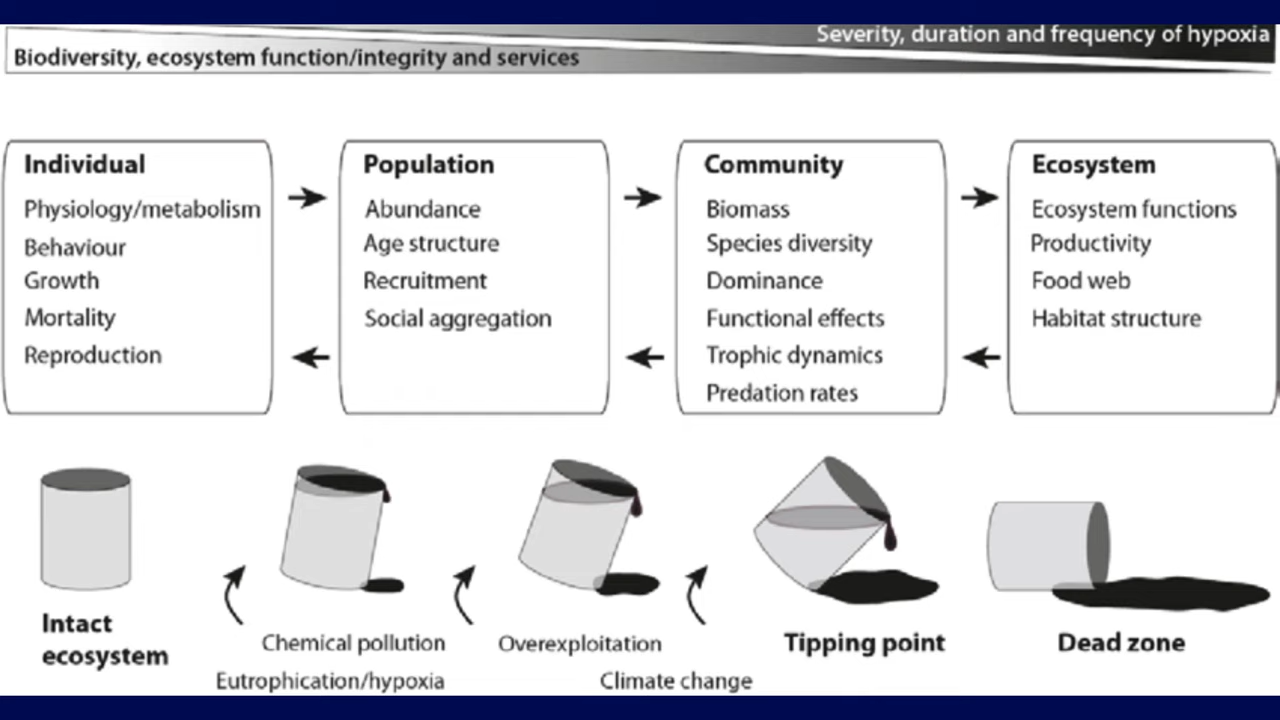 Severity, duration and frequency of hypoxia
Biodiversity, ecosystem function/integrity and services
Individual
Physiology/metabolism
Behaviour
Growth
Mortality
Reproduction
Population
Abundance
Age structure
Recruitment
Social aggregation
Community
Biomass
Species diversity
Dominance
Functional effects
Trophic dynamics
Predation rates
Ecosystem
Ecosystem functions
Productivity
Food web
Habitat structure
Intact
ecosystem
Chemical pollution
Eutrophication/hypoxia
Overexploitation
Climate change
Tipping point
Dead zone